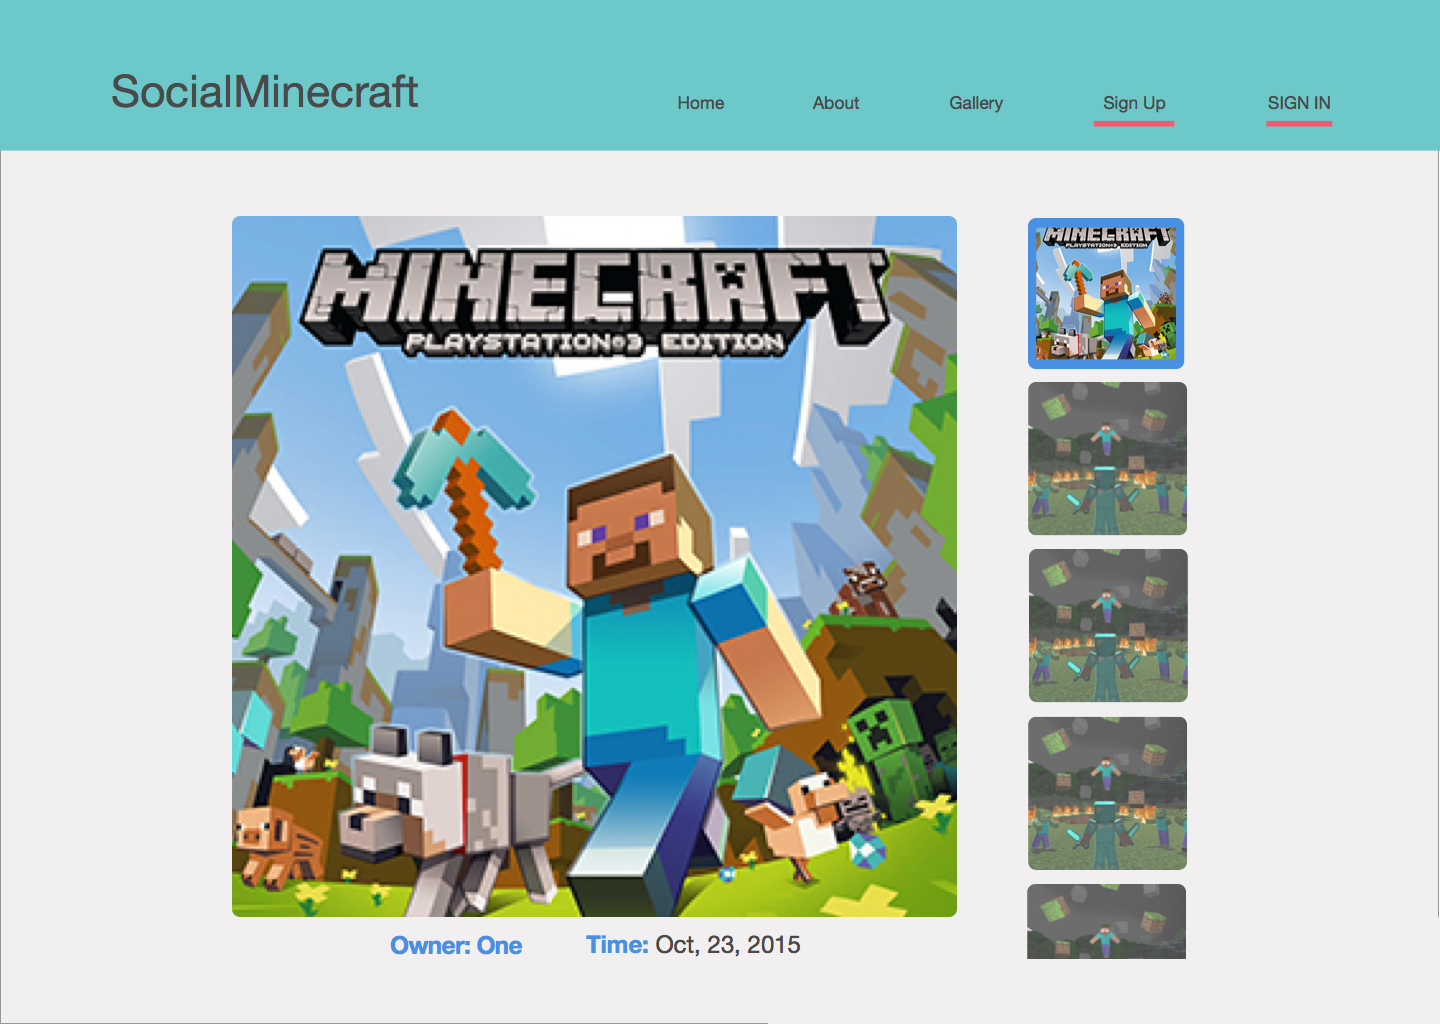 SocialMinecraft
Home About Gallery Sign Up SIGN IN
MINECRAFT
PLAYSTATION®3 EDITION
MINECRAFT
PLAYSTATION®3 EDITION
Owner: One Time: Oct, 23, 2015